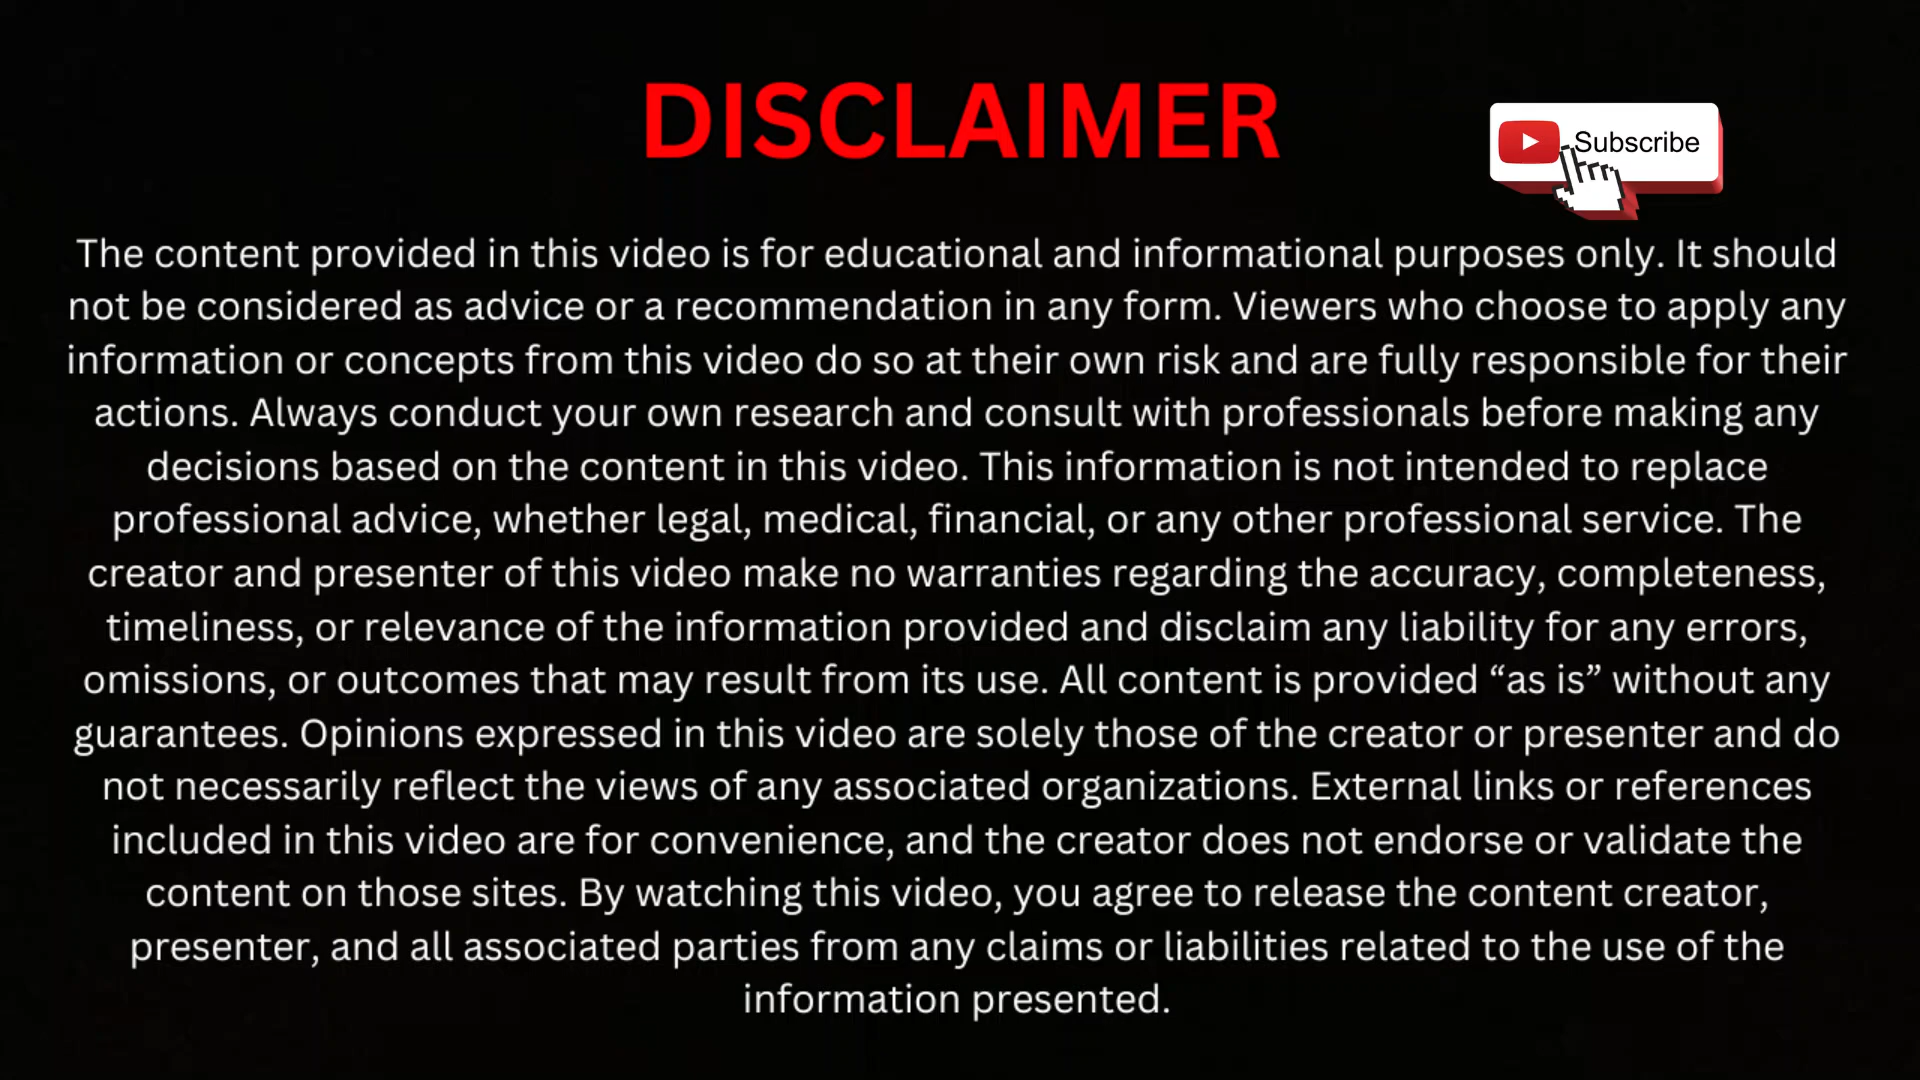 DISCLAIMER
Subscribe
The content provided in this video is for educational and informational purposes only. It should
not be considered as advice or a recommendation in any form. Viewers who choose to apply any
information or concepts from this video do so at their own risk and are fully responsible for their
actions. Always conduct your own research and consult with professionals before making any
decisions based on the content in this video. This information is not intended to replace
professional advice, whether legal, medical, financial, or any other professional service. The
creator and presenter of this video make no warranties regarding the accuracy, completeness,
timeliness, or relevance of the information provided and disclaim any liability for any errors,
omissions, or outcomes that may result from its use. All content is provided “as is” without any
guarantees. Opinions expressed in this video are solely those of the creator or presenter and do
not necessarily reflect the views of any associated organizations. External links or references
included in this video are for convenience, and the creator does not endorse or validate the
content on those sites. By watching this video, you agree to release the content creator,
presenter, and all associated parties from any claims or liabilities related to the use of the
information presented.